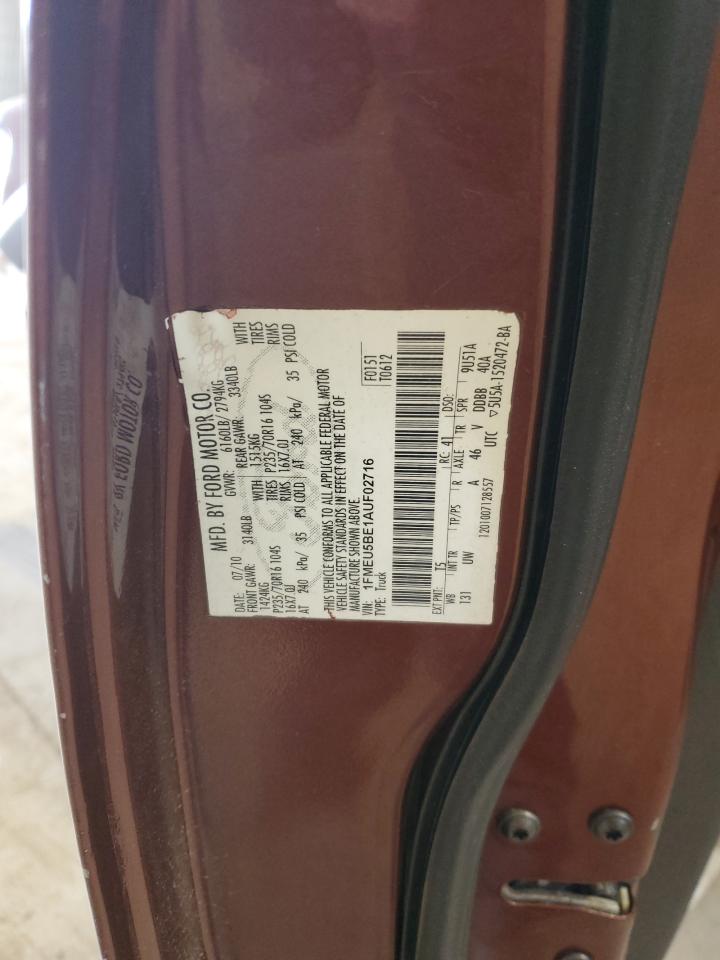 MFD. BY FORD MOTOR CO.
DATE: 07/10 GVWR: 6160LB/ 2794KG
FRONT GAWR: 3140LB REAR GAWR: 3340LB
1424KG WITH 1515KG WITH
P235/70R16 104S TIRES P235/70R16 104S TIRES
16X7.0J RIMS 16X7.0J RIMS
AT 240 kPa/ 35 PSI COLD AT 240 kPa/ 35 PSI COLD
THIS VEHICLE CONFORMS TO ALL APPLICABLE FEDERAL MOTOR
VEHICLE SAFETY STANDARDS IN EFFECT ON THE DATE OF
MANUFACTURE SHOWN ABOVE.
VIN: 1FMEU5BE1AUF02716 F0151
TYPE: Truck T0612
EXT PNT: T5 RC: 41 DSO:
WB INT TR TP/PS R AXLE TR SPR 9U51A
131 UW A 46 V DDBB 40A
1201007128557 UTC ▽5U5A-1520472-BA